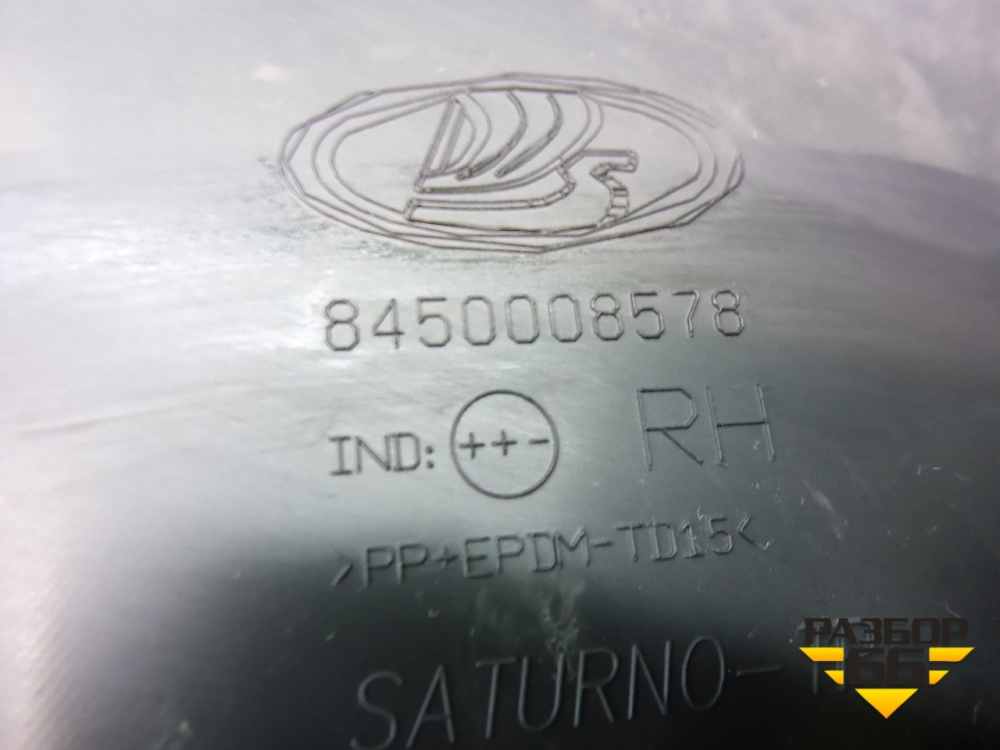 8450008578
IND: ++- RH
>PP+EPDM-TD15<
SATURNO-
РАЗБОР
66